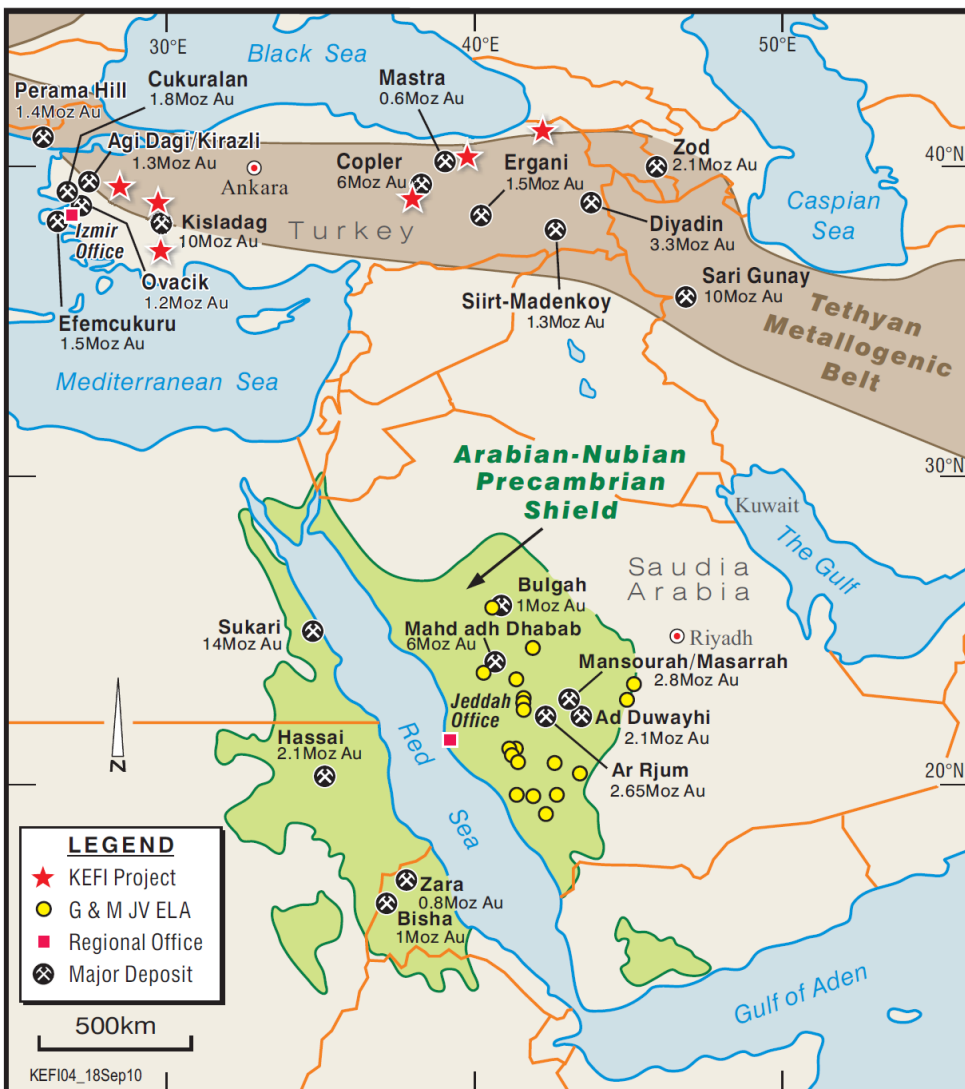 30°E
40°E
50°E
Black Sea
Cukuralan
1.8Moz Au
Mastra
0.6Moz Au
Perama Hill
1.4Moz Au
Agi Dagi/Kirazli
1.3Moz Au
Copler
6Moz Au
Ergani
1.5Moz Au
Zod
2.1Moz Au
40°N
Ankara
Caspian
Sea
Izmir
Office
Kisladag
10Moz Au
Turkey
Diyadin
3.3Moz Au
Ovacik
1.2Moz Au
Sari Gunay
10Moz Au
Siirt-Madenkoy
1.3Moz Au
Efemcukuru
1.5Moz Au
Tethyan
Metallogenic
Belt
Mediterranean Sea
Arabian-Nubian
Precambrian
Shield
30°N
Kuwait
The Gulf
Saudia
Arabia
Bulgah
1Moz Au
Sukari
14Moz Au
Mahd adh Dhabab
6Moz Au
Riyadh
Mansourah/Masarrah
2.8Moz Au
Jeddah
Office
Ad Duwayhi
2.1Moz Au
Red
Sea
Hassai
2.1Moz Au
Ar Rjum
2.65Moz Au
20°N
N
Zara
0.8Moz Au
Bisha
1Moz Au
Gulf of Aden
LEGEND
KEFI Project
G & M JV ELA
Regional Office
Major Deposit
500km
KEFI04_18Sep10